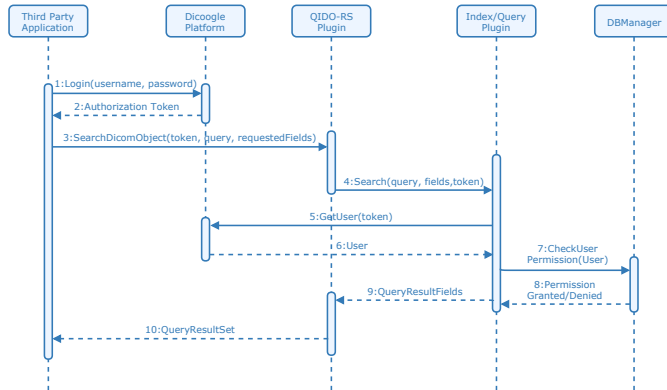 Third Party
Application
Dicoogle
Platform
QIDO-RS
Plugin
Index/Query
Plugin
DBManager
1:Login(username, password)
2:Authorization Token
3:SearchDicomObject(token, query, requestedFields)
4:Search(query, fields,token)
5:GetUser(token)
6:User
7:CheckUser
Permission(User)
8:Permission
Granted/Denied
9:QueryResultFields
10:QueryResultSet